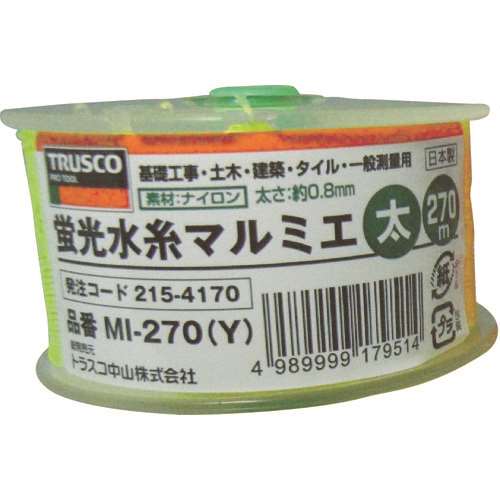 TRUSCO
PRO TOOL
基礎工事・土木・建築・タイル・一般測量用
日本製
素材:ナイロン 太さ:約0.8mm
蛍光水糸マルミエ 太 270m
発注コード 215-4170
品番 MI-270(Y)
トラスコ中山株式会社
4 989999 179514
紙
プラ